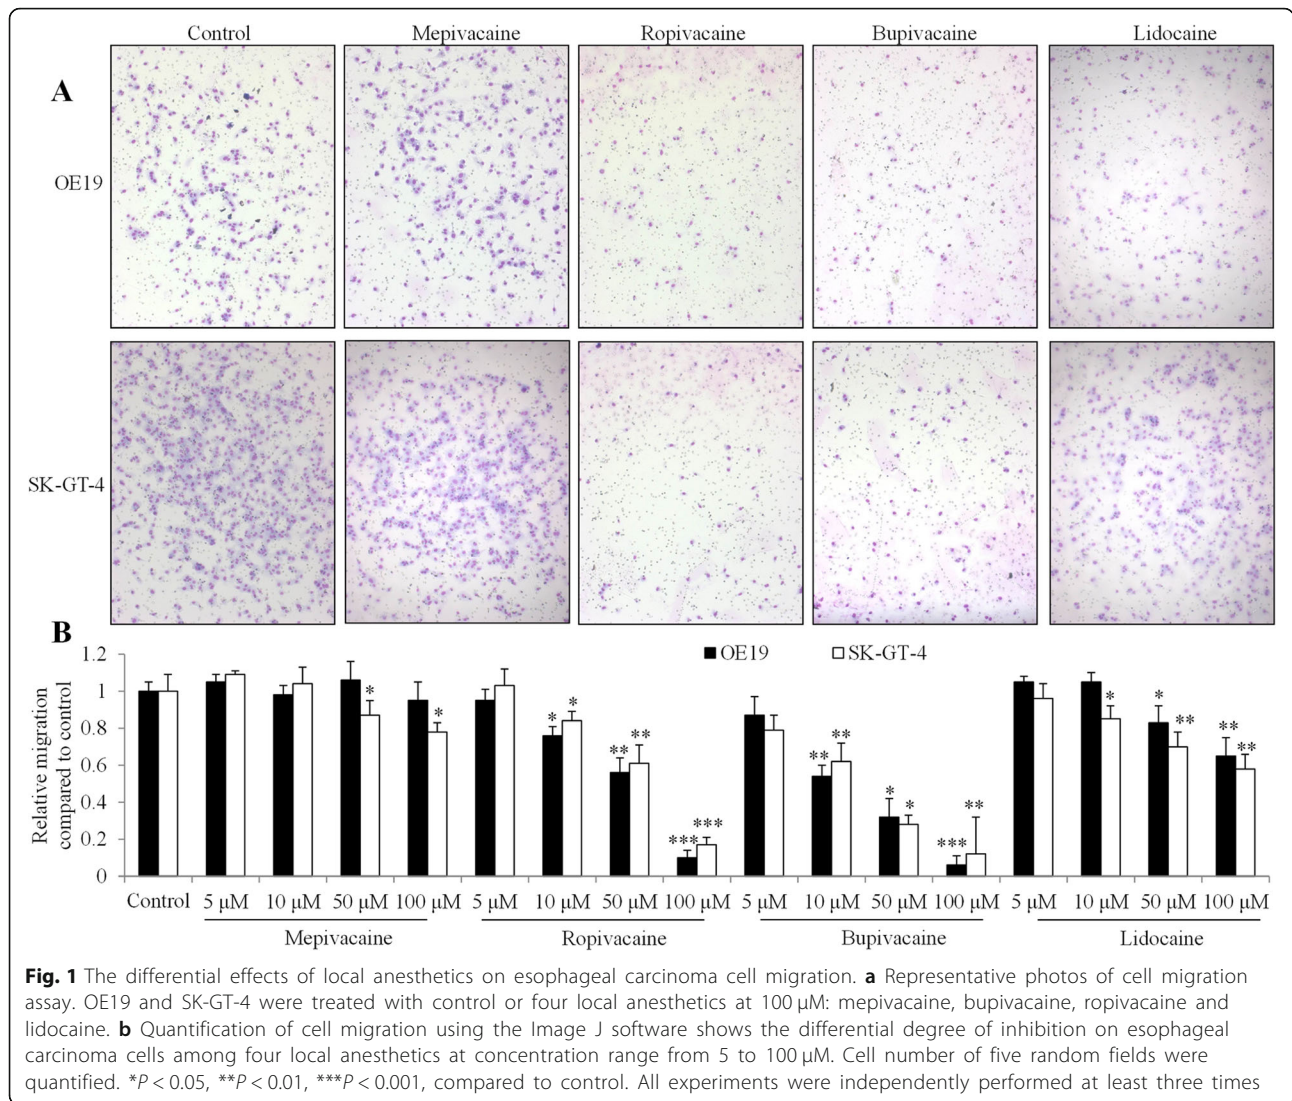 Control Mepivacaine Ropivacaine Bupivacaine Lidocaine
A
OE19
SK-GT-4
B
OE19 SK-GT-4
Relative migration
compared to control
1.2
1
0.8
0.6
0.4
0.2
0
* * * * ** ** *** *** ** ** * * *** ** * * ** ** **
Control 5 μM 10 μM 50 μM 100 μM 5 μM 10 μM 50 μM 100 μM 5 μM 10 μM 50 μM 100 μM 5 μM 10 μM 50 μM 100 μM
Mepivacaine Ropivacaine Bupivacaine Lidocaine
Fig. 1 The differential effects of local anesthetics on esophageal carcinoma cell migration. a Representative photos of cell migration
assay. OE19 and SK-GT-4 were treated with control or four local anesthetics at 100 μM: mepivacaine, bupivacaine, ropivacaine and
lidocaine. b Quantification of cell migration using the Image J software shows the differential degree of inhibition on esophageal
carcinoma cells among four local anesthetics at concentration range from 5 to 100 μM. Cell number of five random fields were
quantified. *P < 0.05, **P < 0.01, ***P < 0.001, compared to control. All experiments were independently performed at least three times